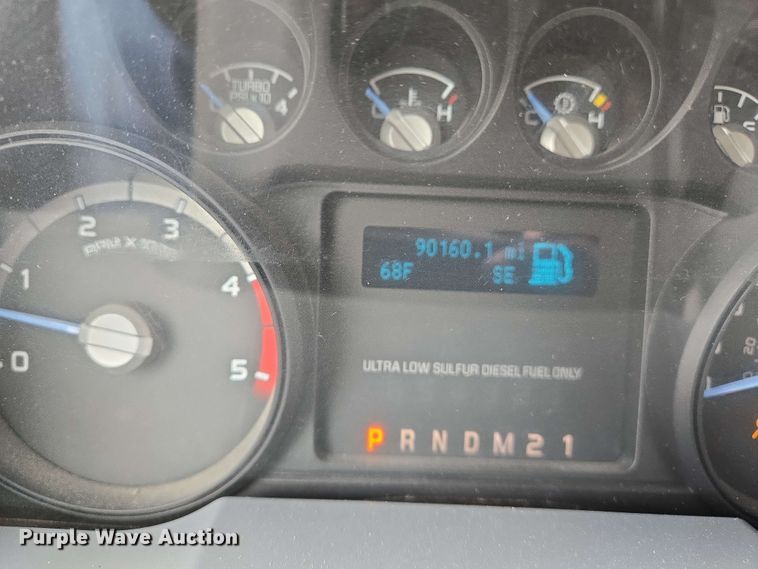 TURBO
PSI x 10
4
C H
C H
2 3
1 4
0 5
90160.1 mi
68F SE
ULTRA LOW SULFUR DIESEL FUEL ONLY
P R N D M 2 1
20
Purple Wave Auction